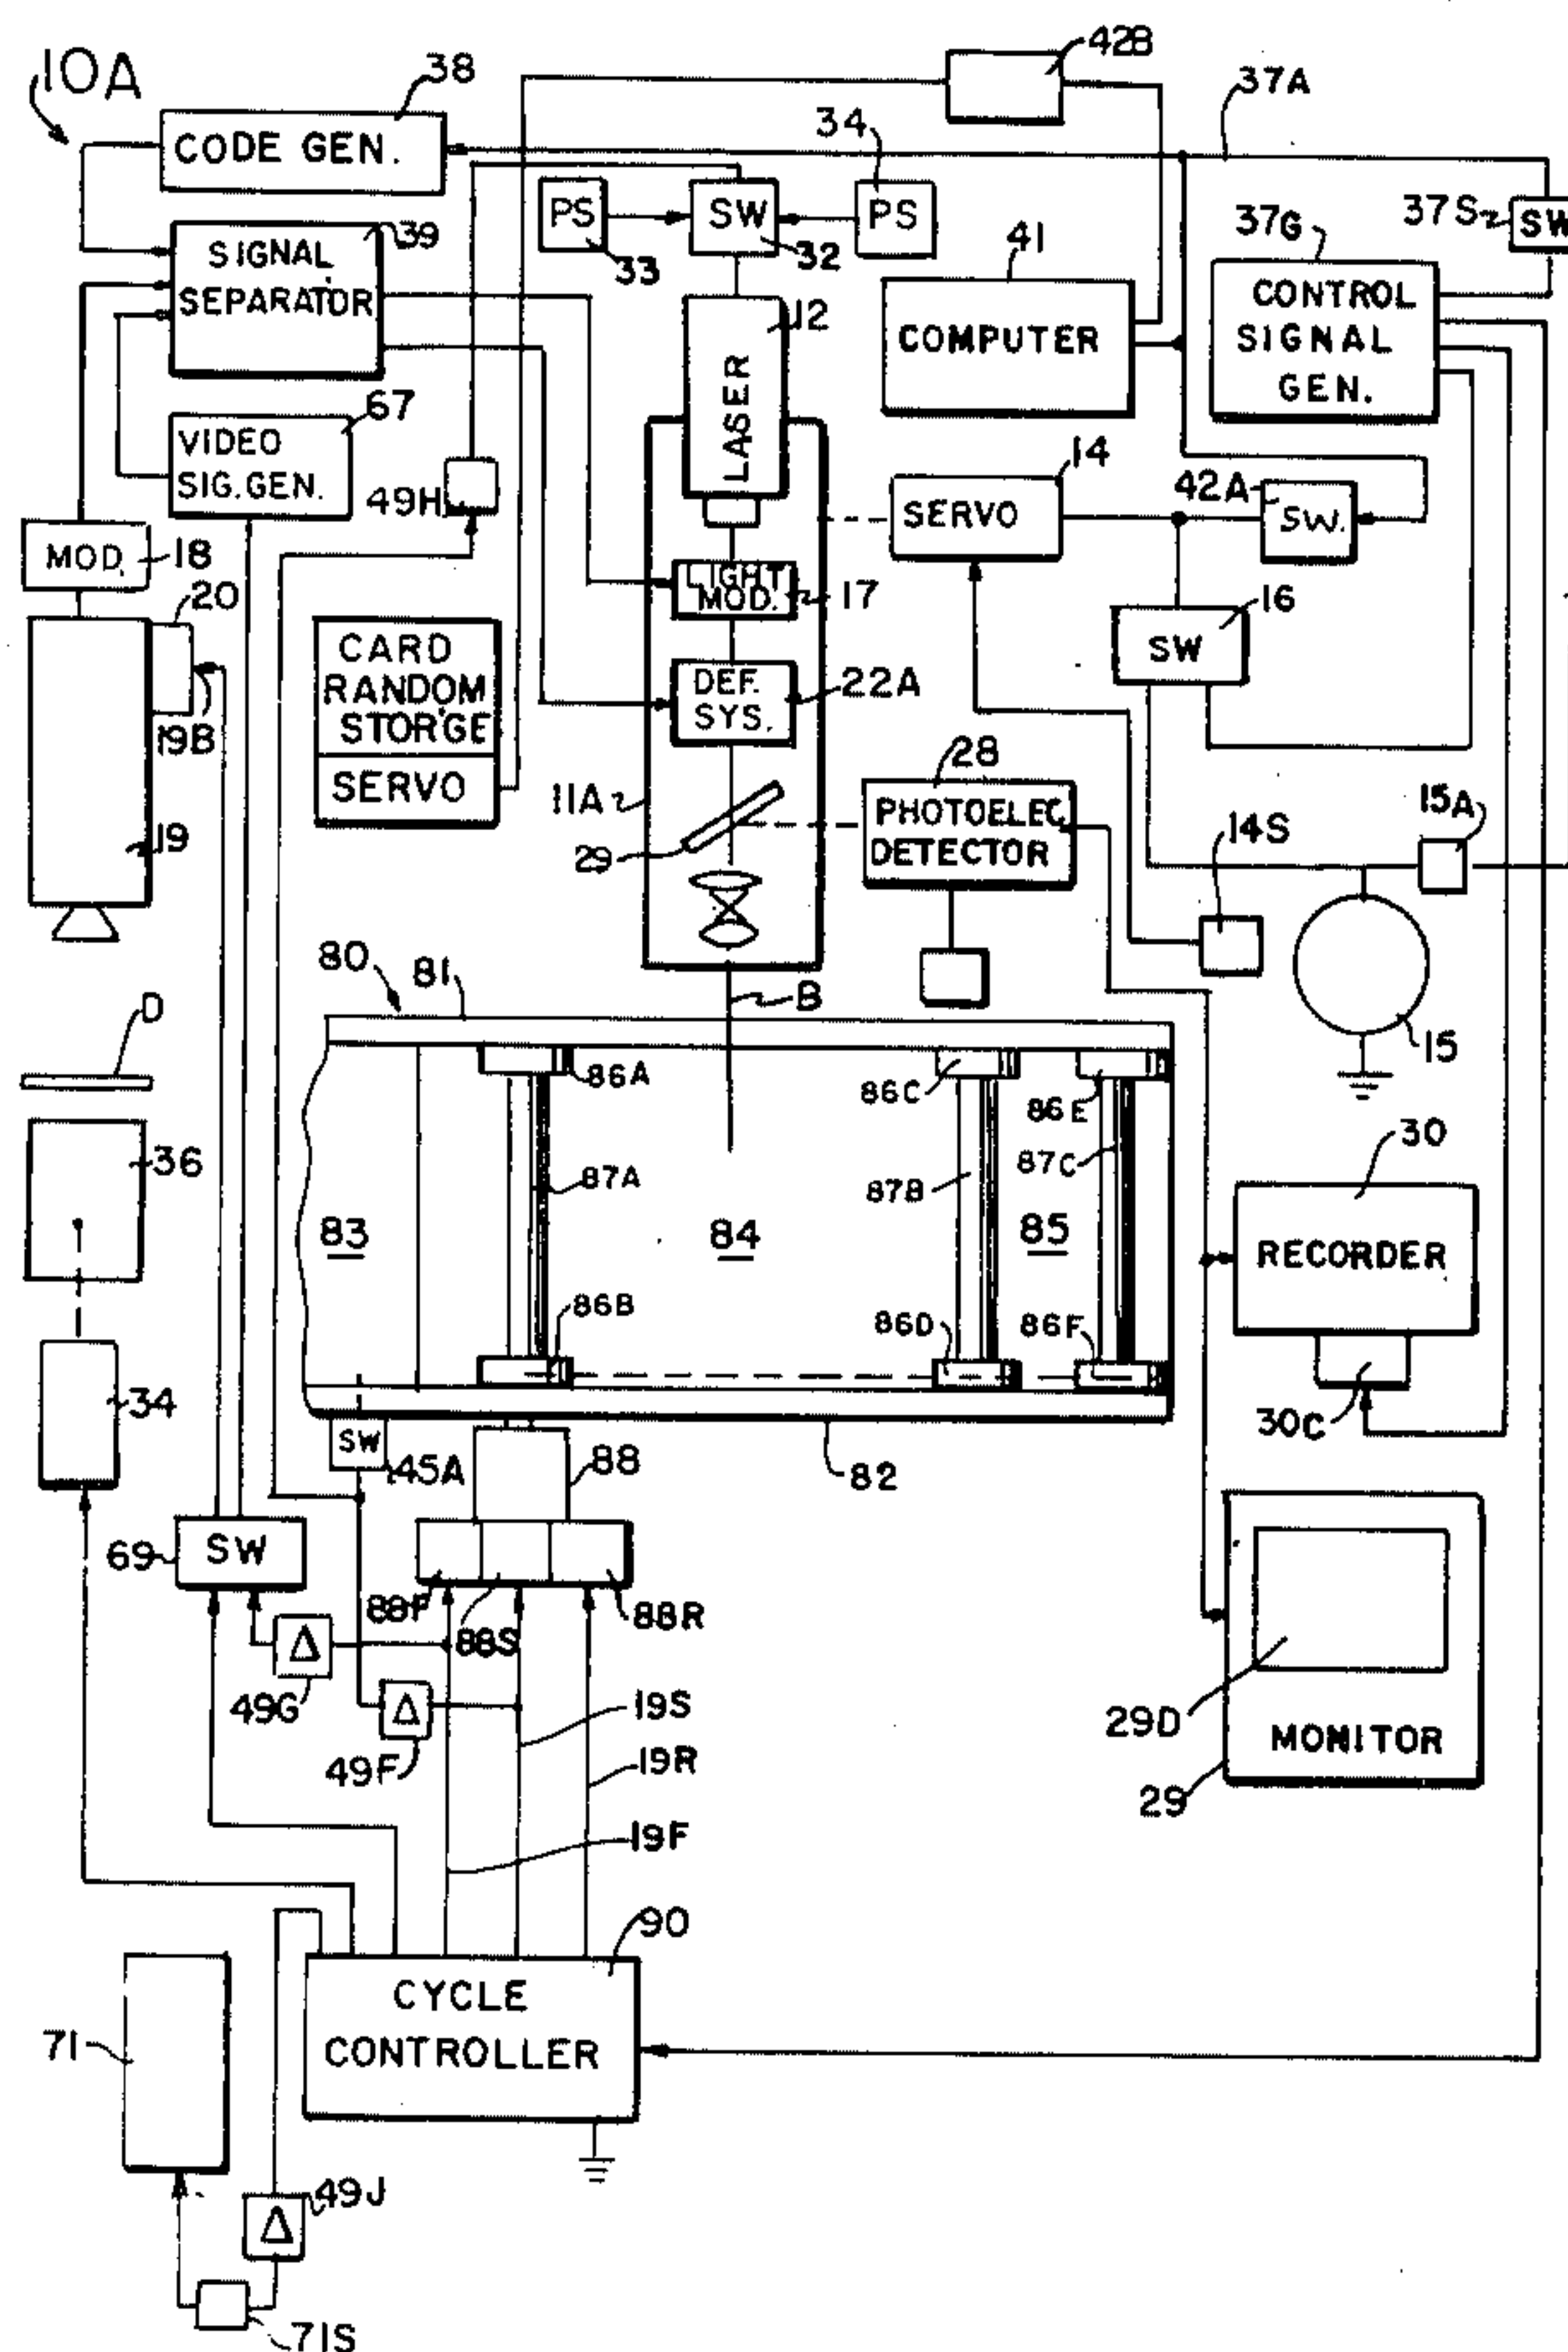 10A
38
CODE GEN.
42B
34
37A
PS
33
SW
32
PS
37S
SW
39
SIGNAL
SEPARATOR
41
COMPUTER
37G
CONTROL
SIGNAL
GEN.
12
LASER
67
VIDEO
SIG. GEN.
49H
14
SERVO
42A
SW.
MOD.
18
20
19B
19
LIGHT
MOD.
17
16
SW
CARD
RANDOM
STOR'GE
SERVO
DEF.
SYS.
22A
11A
29
28
PHOTOELEC
DETECTOR
15A
14S
15
80
81
B
D
86A
86C
86E
36
87A
87B
87C
83
84
85
30
RECORDER
30C
86B
86D
86F
34
SW
45A
88
82
69
SW
88F
88S
88R
Δ
49G
Δ
49F
19S
19R
19F
29D
MONITOR
29
90
CYCLE
CONTROLLER
71
49J
Δ
71S